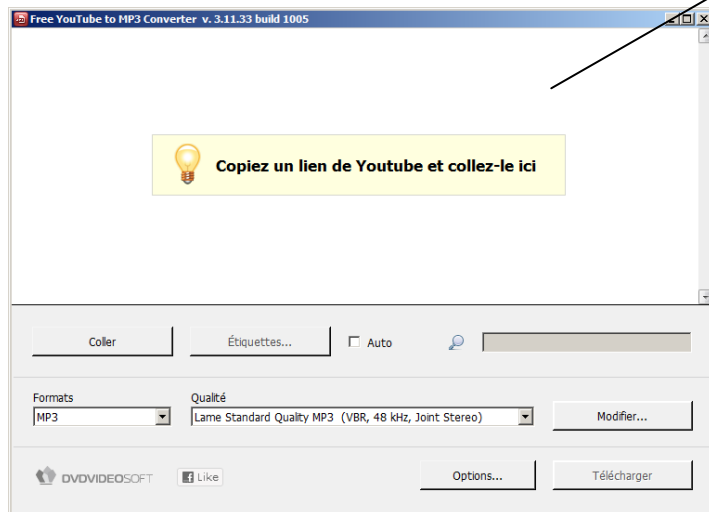 Free YouTube to MP3 Converter v. 3.11.33 build 1005
Copiez un lien de Youtube et collez-le ici
Coller
Étiquettes...
Auto
Formats
Qualité
MP3
Lame Standard Quality MP3 (VBR, 48 kHz, Joint Stereo)
Modifier...
DVDVIDEOSOFT
Like
Options...
Télécharger